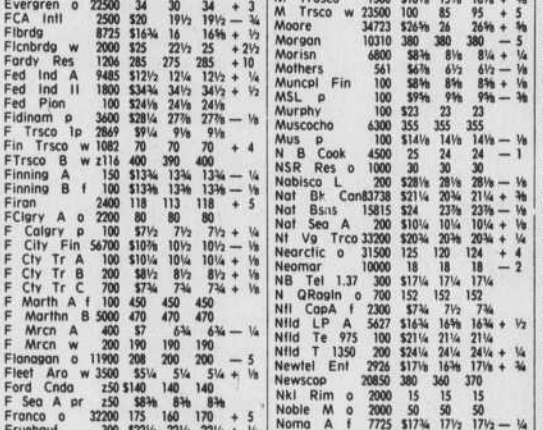 Evergren o 22500 34 30 34 + 3
FCA Intl 2500 $20 19½ 19½ — ¾
Flbrdg 8725 $16¾ 16 16⅝ + ½
Flcnbrdg w 2000 $25 22½ 25 +2½
Fardy Res 1206 285 275 285 +10
Fed Ind A 9485 $12½ 12¼ 12½ + ¼
Fed Ind II 1800 $34¾ 34½ 34½ + ½
Fed Pion 100 $24⅛ 24⅛ 24⅛
Fidinam p 3600 $28¼ 27⅞ 27⅞ — ⅛
F Trsco 1p 2869 $9¼ 9⅛ 9⅛
Fin Trsco w 1082 70 70 70 + 4
FTrsco B w z116 400 390 400
Finning A 150 $13¾ 13¾ 13¾ — ¼
Finning B f 100 $13⅜ 13⅜ 13⅜ — ⅛
Firan 2400 118 113 118 + 5
FCigry A o 2200 80 80 80
F Calgry p 100 $7½ 7½ 7½ + ¼
F City Fin 56700 $10⅞ 10½ 10½ — ⅛
F Cty Tr A 100 $10¼ 10¼ 10¼ + ⅛
F Cty Tr B 200 $8½ 8½ 8½ + ⅛
F Cty Tr C 700 $7¾ 7¾ 7¾ + ⅛
F Marth A f 100 450 450 450
F Marthn B 5000 470 470 470
F Mrcn A 400 $7 6¾ 6¾ — ¼
F Mrcn w 200 190 190 190
Flanagan o 11900 208 200 200 — 5
Fleet Aro w 3500 $5¼ 5 5¼ + ⅛
Ford Cnda z50 $140 140 140
F Sea A pr z50 $8⅜ 8⅜ 8⅜
Franco o 32200 175 160 170 + 5
M Trsco w 23500 100 85 95 + 5
Moore 34723 $26⅝ 26 26⅝ + ⅜
Morgan 10310 380 380 380 — 5
Morisn 6800 $8⅜ 8⅛ 8¼ + ¼
Mothers 561 $6⅞ 6½ 6½ — ⅛
Muncpl Fin 100 $8⅝ 8⅝ 8⅝ + ⅛
MSL p 100 $9⅝ 9⅝ 9⅝ — ⅜
Murphy 100 $23 23 23
Muscocho 6300 355 355 355
Mus p 100 $14⅛ 14⅛ 14⅛ — ⅛
N B Cook 4500 25 24 24 — 1
NSR Res o 1000 30 30 30
Nabisco L 200 $28⅛ 28⅛ 28⅛ — ⅛
Nat Bk Can83738 $21¼ 20¾ 21¼ + ⅜
Nat Bsns 15815 $24 23⅞ 23⅞ — ⅛
Nat Sea A 200 $10¼ 10¼ 10¼ + ⅛
Nt Vg Trco 33200 $20¾ 20⅜ 20¾ + ¼
Nearctic o 31500 125 120 124 + 4
Neomar 10000 18 18 18 — 2
NB Tel 1.37 300 $17¼ 17¼ 17¼
N QRagln o 700 152 152 152
Nfl CapA f 2300 $7¾ 7½ 7¾
Nfld LP A 5627 $16¾ 16⅜ 16¾ + ½
Nfld Te 975 100 $21¼ 21¼ 21¼
Nfld T 1350 200 $24¼ 24¼ 24¼ + ¼
Newtel Ent 2926 $17⅛ 16⅜ 17⅛ + ¾
Newscop 20850 380 360 370
Nkl Rim o 2000 15 15 15
Noble M o 2000 50 50 50
Noma A f 7725 $17¾ 17½ 17½ — ¼